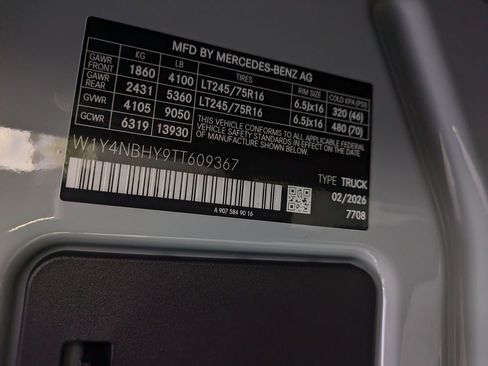 MFD BY MERCEDES-BENZ AG
KG LB TIRES RIM SIZE COLD KPA (PSI)
GAWR FRONT 1860 4100 LT245/75R16 6.5Jx16 320 (46)
GAWR REAR 2431 5360 LT245/75R16 6.5Jx16 480 (70)
GVWR 4105 9050 THIS VEHICLE CONFORMS TO ALL APPLICABLE FEDERAL
GCWR 6319 13930 MOTOR VEHICLE SAFETY STANDARDS IN EFFECT ON
THE DATE OF MANUFACTURE SHOWN ABOVE
W1Y4NBHY9TT609367
TYPE TRUCK
02/2026
7708
A 907 584 90 16